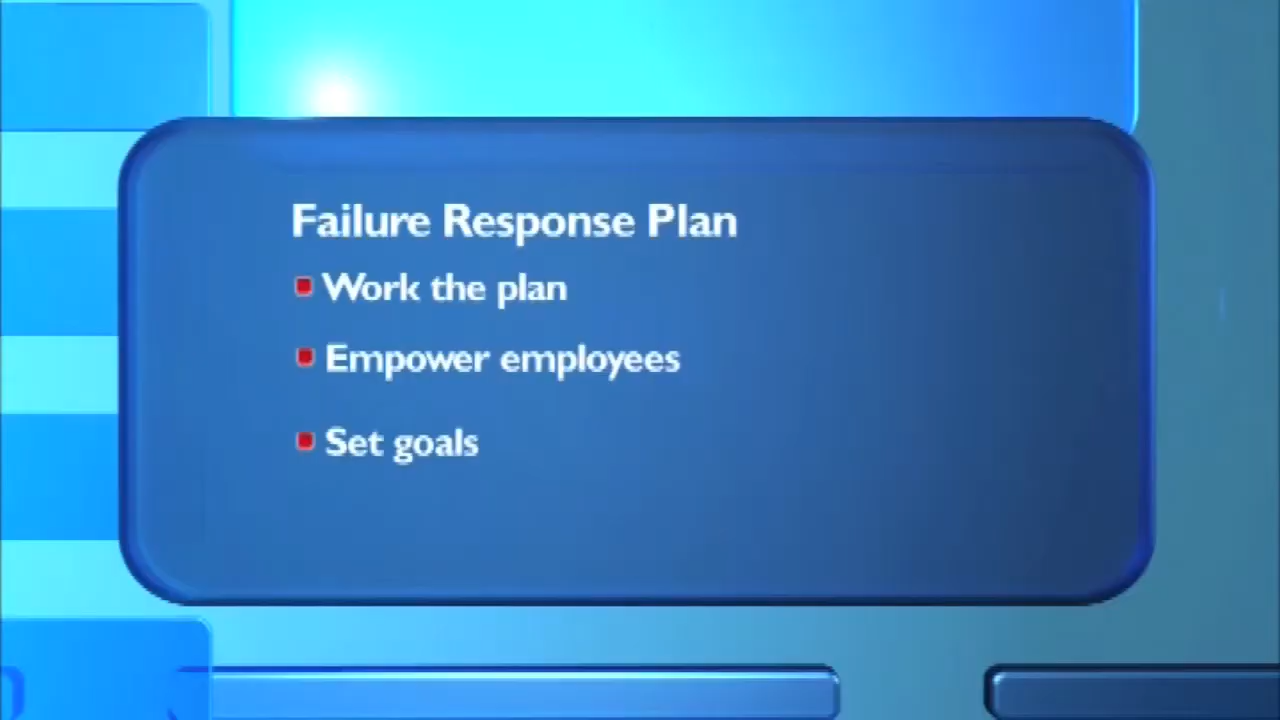 Failure Response Plan
Work the plan
Empower employees
Set goals